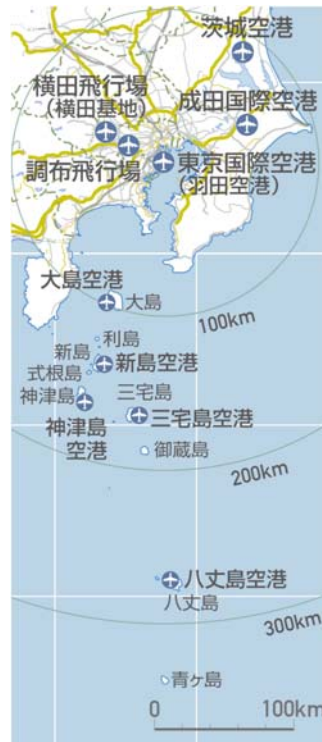 茨城空港
横田飛行場
(横田基地)
成田国際空港
調布飛行場
東京国際空港
(羽田空港)
大島空港
大島
100km
利島
新島
新島空港
式根島
神津島
三宅島
三宅島空港
神津島
空港
御蔵島
200km
八丈島空港
八丈島
300km
青ヶ島
0
100km